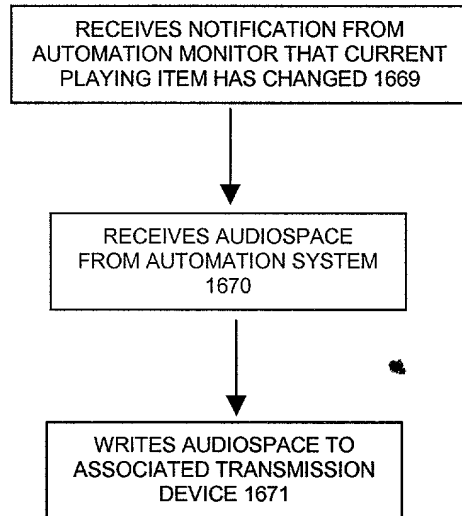 RECEIVES NOTIFICATION FROM
AUTOMATION MONITOR THAT CURRENT
PLAYING ITEM HAS CHANGED 1669
RECEIVES AUDIOSPACE
FROM AUTOMATION SYSTEM
1670
WRITES AUDIOSPACE TO
ASSOCIATED TRANSMISSION
DEVICE 1671